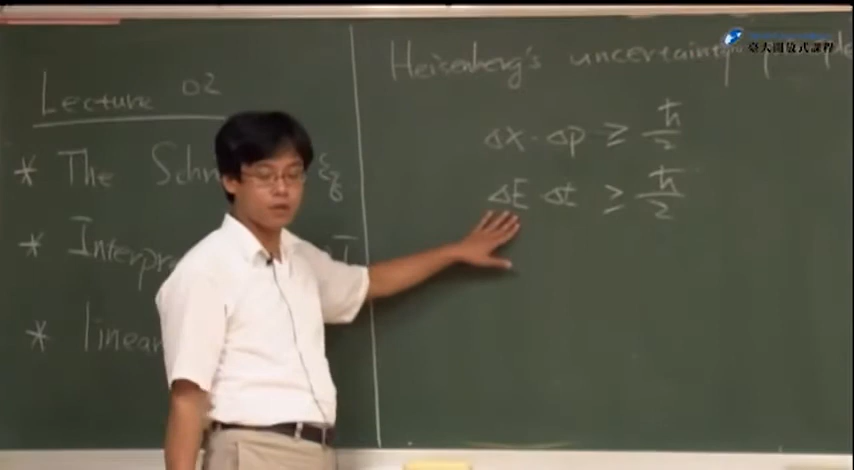 臺大開放式課程
Lecture 02
* The
* Interpr
* linear
Heisenberg's uncertainty
ΔX · ΔP ≥ ħ/2
ΔE · Δt ≥ ħ/2